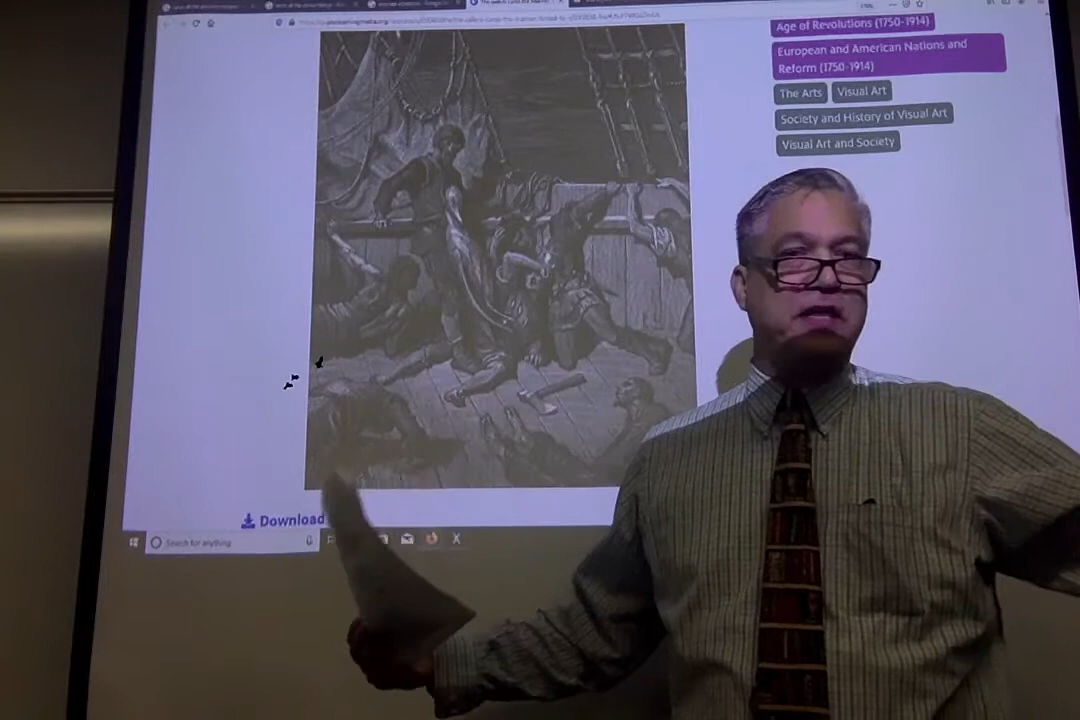 Age of Revolutions (1750-1914)
European and American Nations and
Reform (1750-1914)
The Arts
Visual Art
Society and History of Visual Art
Visual Art and Society
Download
Search for anything